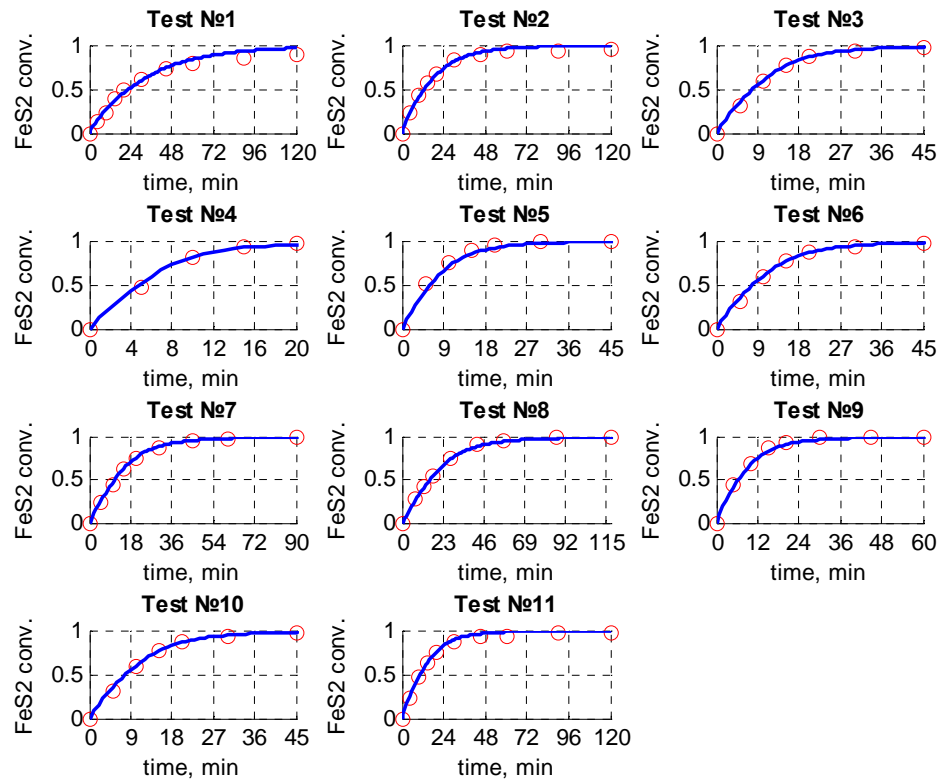 Test №1
FeS2 conv.
1
0.5
0
0 24 48 72 96 120
time, min
Test №2
FeS2 conv.
1
0.5
0
0 24 48 72 96 120
time, min
Test №3
FeS2 conv.
1
0.5
0
0 9 18 27 36 45
time, min
Test №4
FeS2 conv.
1
0.5
0
0 4 8 12 16 20
time, min
Test №5
FeS2 conv.
1
0.5
0
0 9 18 27 36 45
time, min
Test №6
FeS2 conv.
1
0.5
0
0 9 18 27 36 45
time, min
Test №7
FeS2 conv.
1
0.5
0
0 18 36 54 72 90
time, min
Test №8
FeS2 conv.
1
0.5
0
0 23 46 69 92 115
time, min
Test №9
FeS2 conv.
1
0.5
0
0 12 24 36 48 60
time, min
Test №10
FeS2 conv.
1
0.5
0
0 9 18 27 36 45
time, min
Test №11
FeS2 conv.
1
0.5
0
0 24 48 72 96 120
time, min